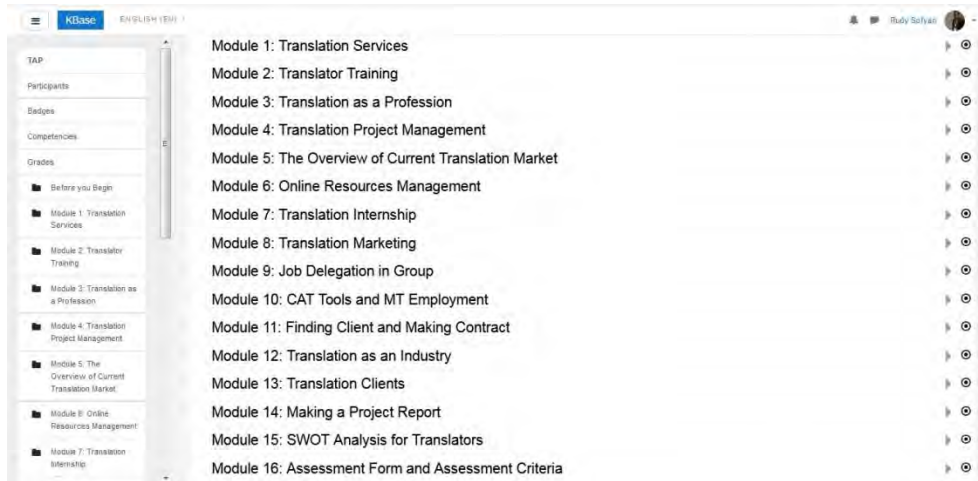 KBase ENGLISH (EN) Rudy Sofyan
TAP
Participants
Badges
Competencies
Grades
Before you Begin
Module 1: Translation
Services
Module 2: Translator
Training
Module 3: Translation as
a Profession
Module 4: Translation
Project Management
Module 5: The
Overview of Current
Translation Market
Module 6: Online
Resources Management
Module 7: Translation
Internship
Module 1: Translation Services
Module 2: Translator Training
Module 3: Translation as a Profession
Module 4: Translation Project Management
Module 5: The Overview of Current Translation Market
Module 6: Online Resources Management
Module 7: Translation Internship
Module 8: Translation Marketing
Module 9: Job Delegation in Group
Module 10: CAT Tools and MT Employment
Module 11: Finding Client and Making Contract
Module 12: Translation as an Industry
Module 13: Translation Clients
Module 14: Making a Project Report
Module 15: SWOT Analysis for Translators
Module 16: Assessment Form and Assessment Criteria